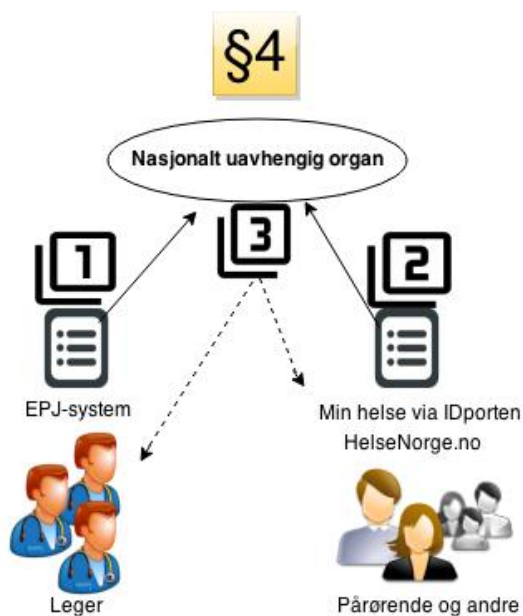 §4
Nasjonalt uavhengig organ
1
3
2
EPJ-system
Min helse via IDporten
HelseNorge.no
Leger
Pårørende og andre